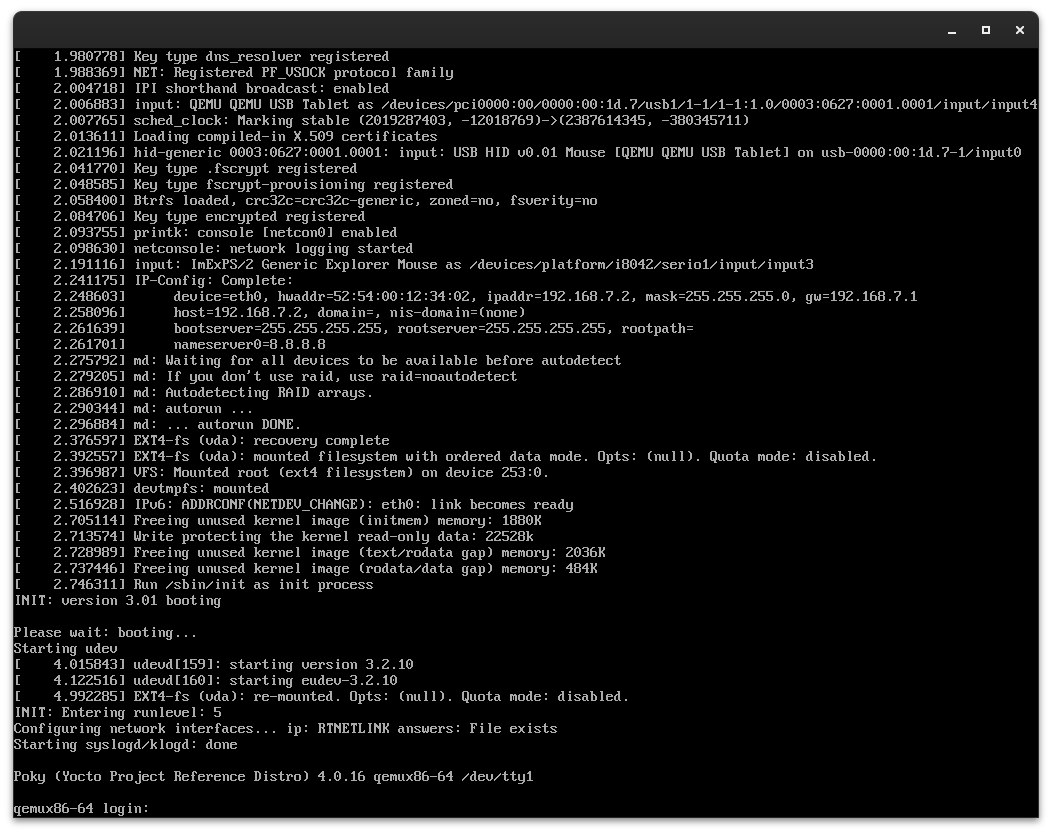 [    1.980778] Key type dns_resolver registered
[    1.988369] NET: Registered PF_VSOCK protocol family
[    2.004718] IPI shorthand broadcast: enabled
[    2.006883] input: QEMU QEMU USB Tablet as /devices/pci0000:00/0000:00:1d.7/usb1/1-1/1-1:1.0/0003:0627:0001.0001/input/input4
[    2.007765] sched_clock: Marking stable (2019287403, -12018769)->(2387614345, -380345711)
[    2.013611] Loading compiled-in X.509 certificates
[    2.021196] hid-generic 0003:0627:0001.0001: input: USB HID v0.01 Mouse [QEMU QEMU USB Tablet] on usb-0000:00:1d.7-1/input0
[    2.041770] Key type .fscrypt registered
[    2.048585] Key type fscrypt-provisioning registered
[    2.058400] Btrfs loaded, crc32c=crc32c-generic, zoned=no, fsverity=no
[    2.084706] Key type encrypted registered
[    2.093755] printk: console [netcon0] enabled
[    2.098630] netconsole: network logging started
[    2.191116] input: ImExPS/2 Generic Explorer Mouse as /devices/platform/i8042/serio1/input/input3
[    2.241175] IP-Config: Complete:
[    2.248603]      device=eth0, hwaddr=52:54:00:12:34:02, ipaddr=192.168.7.2, mask=255.255.255.0, gw=192.168.7.1
[    2.258096]      host=192.168.7.2, domain=, nis-domain=(none)
[    2.261639]      bootserver=255.255.255.255, rootserver=255.255.255.255, rootpath=
[    2.261701]      nameserver0=8.8.8.8
[    2.275792] md: Waiting for all devices to be available before autodetect
[    2.279205] md: If you don't use raid, use raid=noautodetect
[    2.286910] md: Autodetecting RAID arrays.
[    2.290344] md: autorun ...
[    2.296884] md: ... autorun DONE.
[    2.376597] EXT4-fs (vda): recovery complete
[    2.392557] EXT4-fs (vda): mounted filesystem with ordered data mode. Opts: (null). Quota mode: disabled.
[    2.396987] VFS: Mounted root (ext4 filesystem) on device 253:0.
[    2.402623] devtmpfs: mounted
[    2.516928] IPv6: ADDRCONF(NETDEV_CHANGE): eth0: link becomes ready
[    2.705114] Freeing unused kernel image (initmem) memory: 1880K
[    2.713574] Write protecting the kernel read-only data: 22528k
[    2.728989] Freeing unused kernel image (text/rodata gap) memory: 2036K
[    2.737446] Freeing unused kernel image (rodata/data gap) memory: 484K
[    2.746311] Run /sbin/init as init process
INIT: version 3.01 booting
Please wait: booting...
Starting udev
[    4.015843] udevd[159]: starting version 3.2.10
[    4.122516] udevd[160]: starting eudev-3.2.10
[    4.992285] EXT4-fs (vda): re-mounted. Opts: (null). Quota mode: disabled.
INIT: Entering runlevel: 5
Configuring network interfaces... ip: RTNETLINK answers: File exists
Starting syslogd/klogd: done
Poky (Yocto Project Reference Distro) 4.0.16 qemux86-64 /dev/tty1
qemux86-64 login: